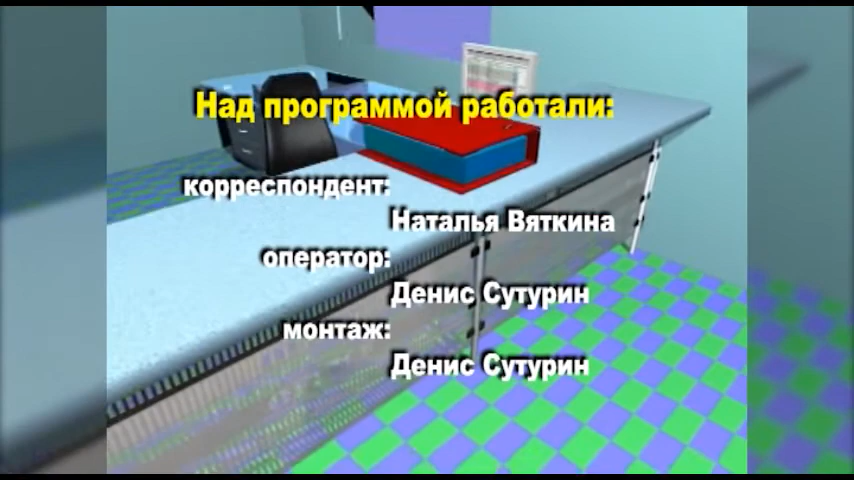 Над программой работали:
корреспондент:
Наталья Вяткина
оператор:
Денис Сутурин
монтаж:
Денис Сутурин